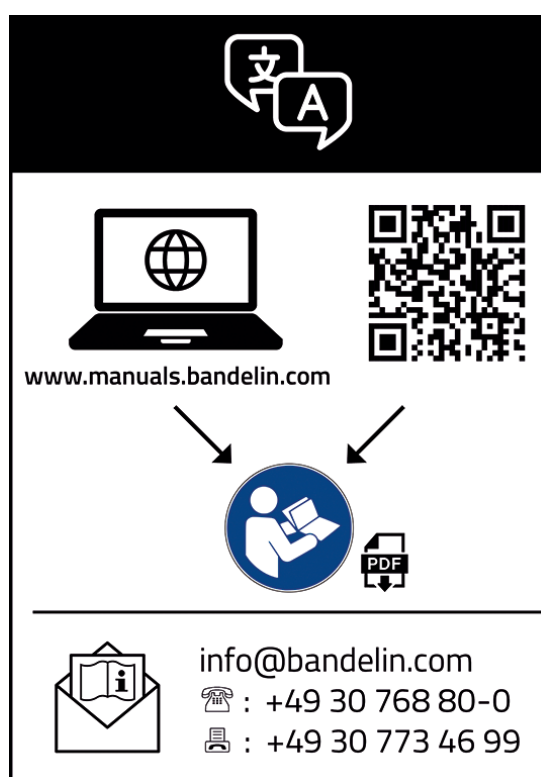 文
A
www.manuals.bandelin.com
PDF
i
info@bandelin.com
☏ : +49 30 768 80-0
🖷 : +49 30 773 46 99